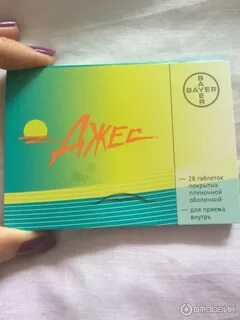 BAYER
BAYER
Джес
— 28 таблеток
покрытых
пленочной
оболочкой
— для приема
внутрь
ОТЗОВИК